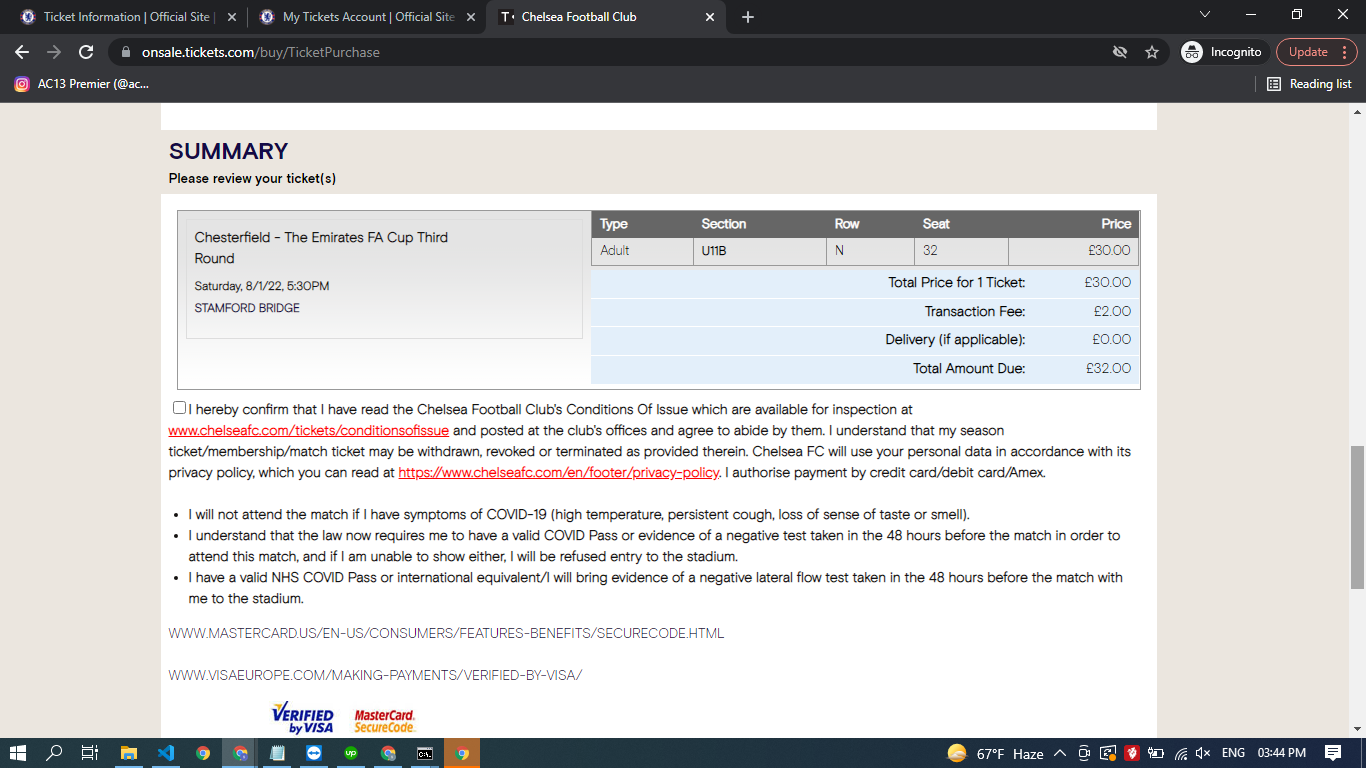 Ticket Information | Official Site |
My Tickets Account | Official Site
T Chelsea Football Club
onsale.tickets.com/buy/TicketPurchase
Incognito
Update
AC13 Premier (@ac...
Reading list
SUMMARY
Please review your ticket(s)
Chesterfield - The Emirates FA Cup Third
Round
Saturday, 8/1/22, 5:30PM
STAMFORD BRIDGE
Type Section Row Seat Price
Adult U11B N 32 £30.00
Total Price for 1 Ticket: £30.00
Transaction Fee: £2.00
Delivery (if applicable): £0.00
Total Amount Due: £32.00
I hereby confirm that I have read the Chelsea Football Club's Conditions Of Issue which are available for inspection at
www.chelseafc.com/tickets/conditionsofissue and posted at the club's offices and agree to abide by them. I understand that my season
ticket/membership/match ticket may be withdrawn, revoked or terminated as provided therein. Chelsea FC will use your personal data in accordance with its
privacy policy, which you can read at https://www.chelseafc.com/en/footer/privacy-policy. I authorise payment by credit card/debit card/Amex.
• I will not attend the match if I have symptoms of COVID-19 (high temperature, persistent cough, loss of sense of taste or smell).
• I understand that the law now requires me to have a valid COVID Pass or evidence of a negative test taken in the 48 hours before the match in order to
attend this match, and if I am unable to show either, I will be refused entry to the stadium.
• I have a valid NHS COVID Pass or international equivalent/I will bring evidence of a negative lateral flow test taken in the 48 hours before the match with
me to the stadium.
WWW.MASTERCARD.US/EN-US/CONSUMERS/FEATURES-BENEFITS/SECURECODE.HTML
WWW.VISAEUROPE.COM/MAKING-PAYMENTS/VERIFIED-BY-VISA/
VERIFIED
by VISA
MasterCard.
SecureCode.
up
C:\
67°F Haze
ENG
03:44 PM